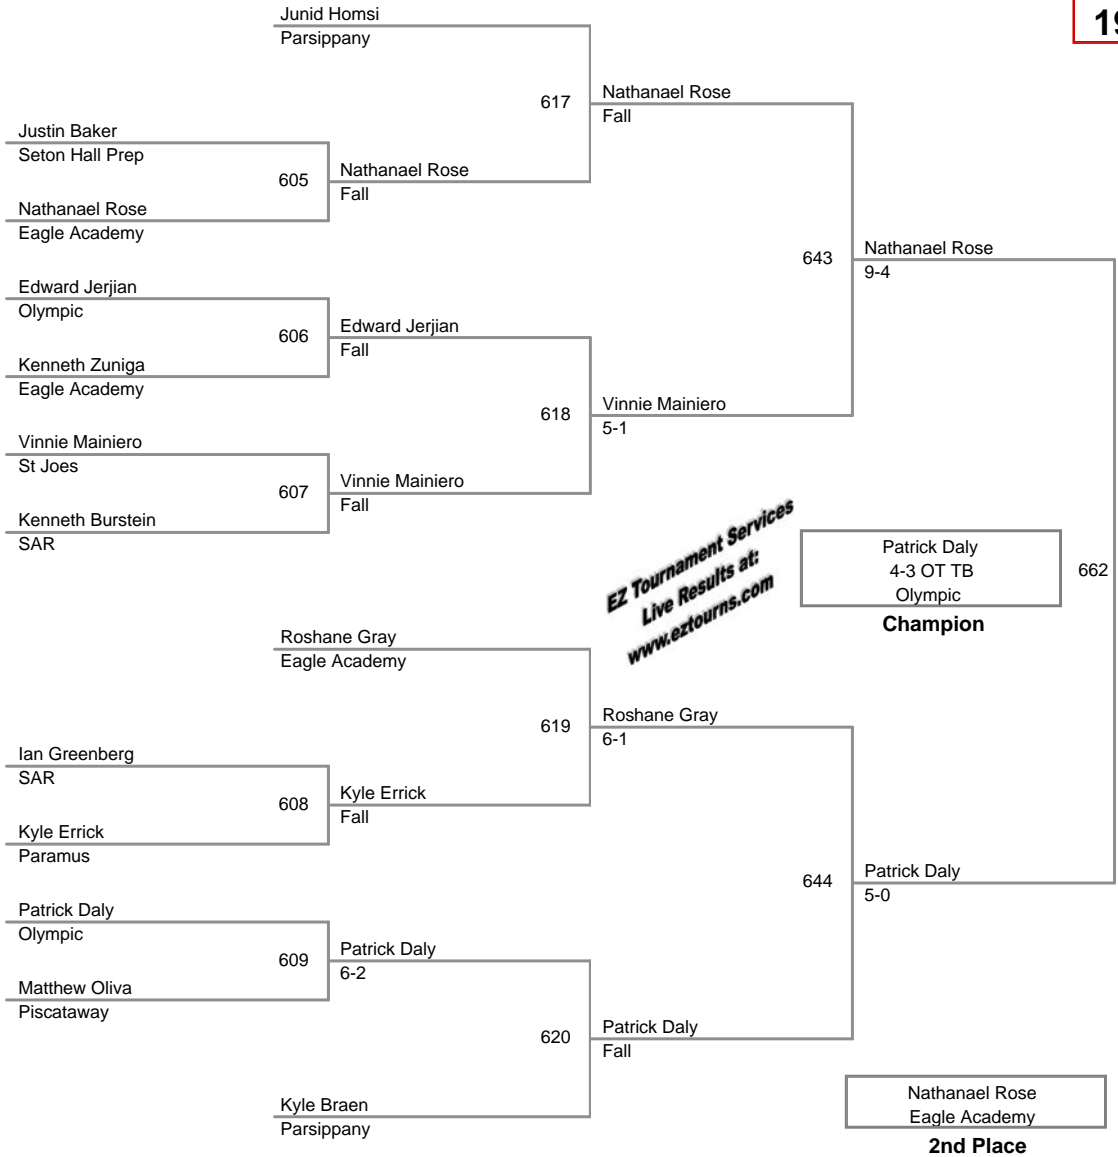 Junid Homsi
Parsippany
617
Nathanael Rose
Fall
Justin Baker
Seton Hall Prep
605
Nathanael Rose
Fall
Nathanael Rose
Eagle Academy
643
Nathanael Rose
9-4
Edward Jerjian
Olympic
606
Edward Jerjian
Fall
Kenneth Zuniga
Eagle Academy
618
Vinnie Mainiero
5-1
Vinnie Mainiero
St Joes
607
Vinnie Mainiero
Fall
Kenneth Burstein
SAR
EZ Tournament Services
Live Results at:
www.eztourns.com
Patrick Daly
4-3 OT TB
Olympic
662
Champion
Roshane Gray
Eagle Academy
619
Roshane Gray
6-1
Ian Greenberg
SAR
608
Kyle Errick
Fall
Kyle Errick
Paramus
644
Patrick Daly
5-0
Patrick Daly
Olympic
609
Patrick Daly
6-2
Matthew Oliva
Piscataway
620
Patrick Daly
Fall
Kyle Braen
Parsippany
Nathanael Rose
Eagle Academy
2nd Place